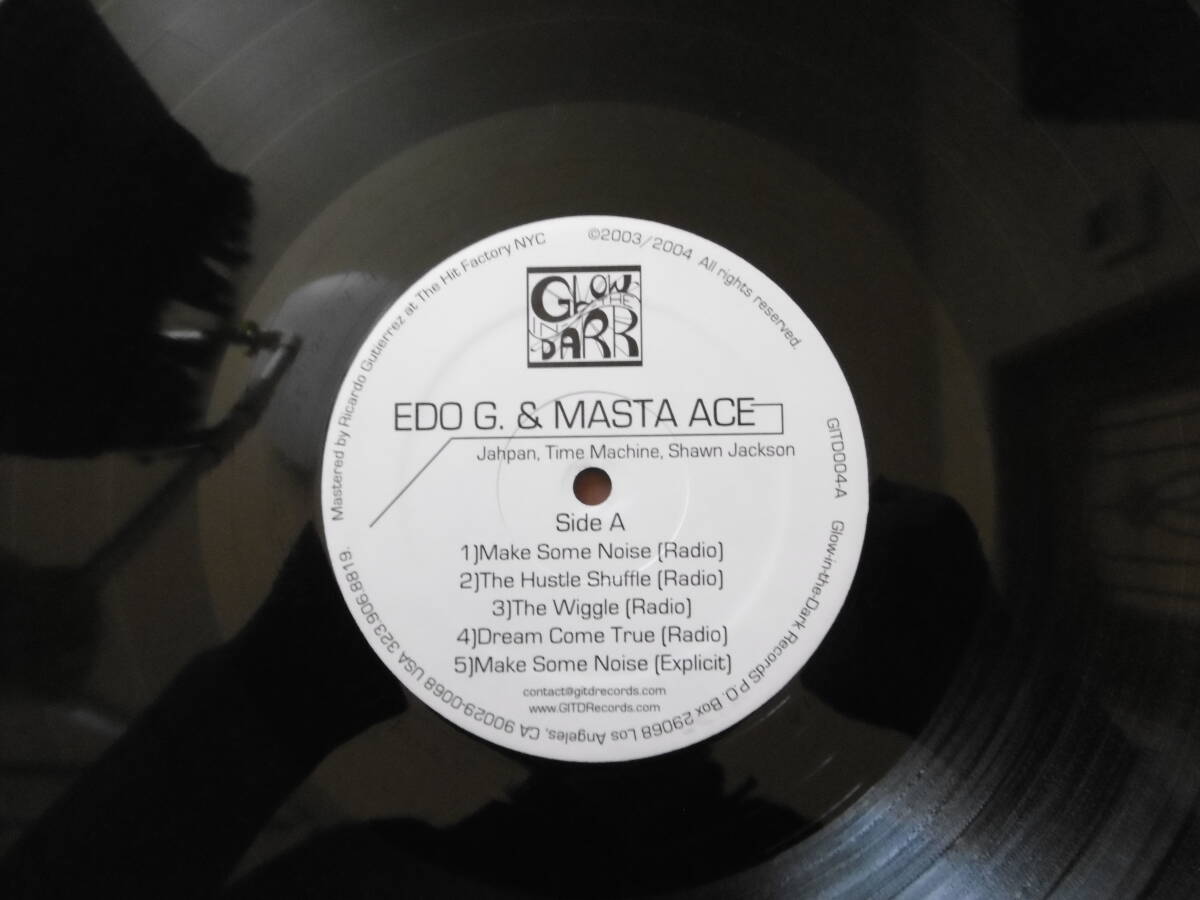 Mastered by Ricardo Gutierrez at The Hit Factory NYC
©2003/2004 All rights reserved.
GLOW
IN THE
DARK
EDO G. & MASTA ACE
Jahpan, Time Machine, Shawn Jackson
GITD004-A
Side A
1)Make Some Noise (Radio)
2)The Hustle Shuffle (Radio)
3)The Wiggle (Radio)
4)Dream Come True (Radio)
5)Make Some Noise (Explicit)
contact@gitdrecords.com
www.GITDRecords.com
Glow-in-the-Dark RecordS P.O. Box 29068 Los Angeles, CA 90029-0068 USA 323.906.8819.